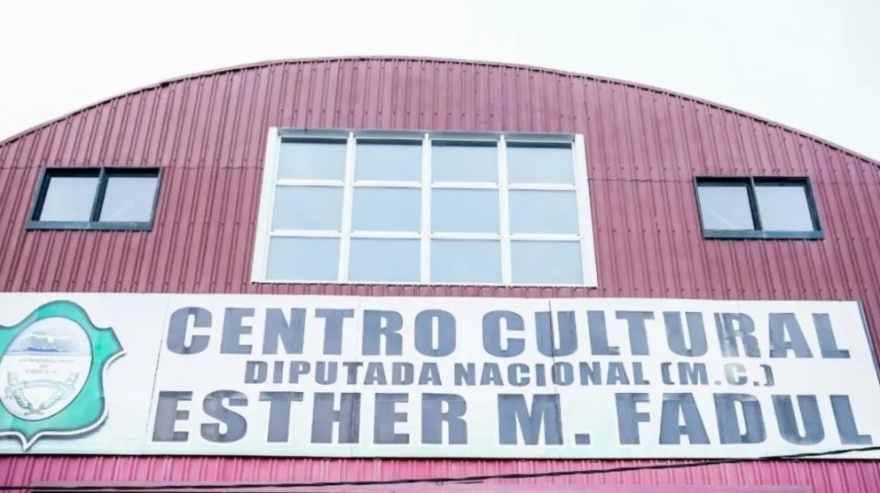 CENTRO CULTURAL
DIPUTADA NACIONAL (M.C.)
ESTHER M. FADUL